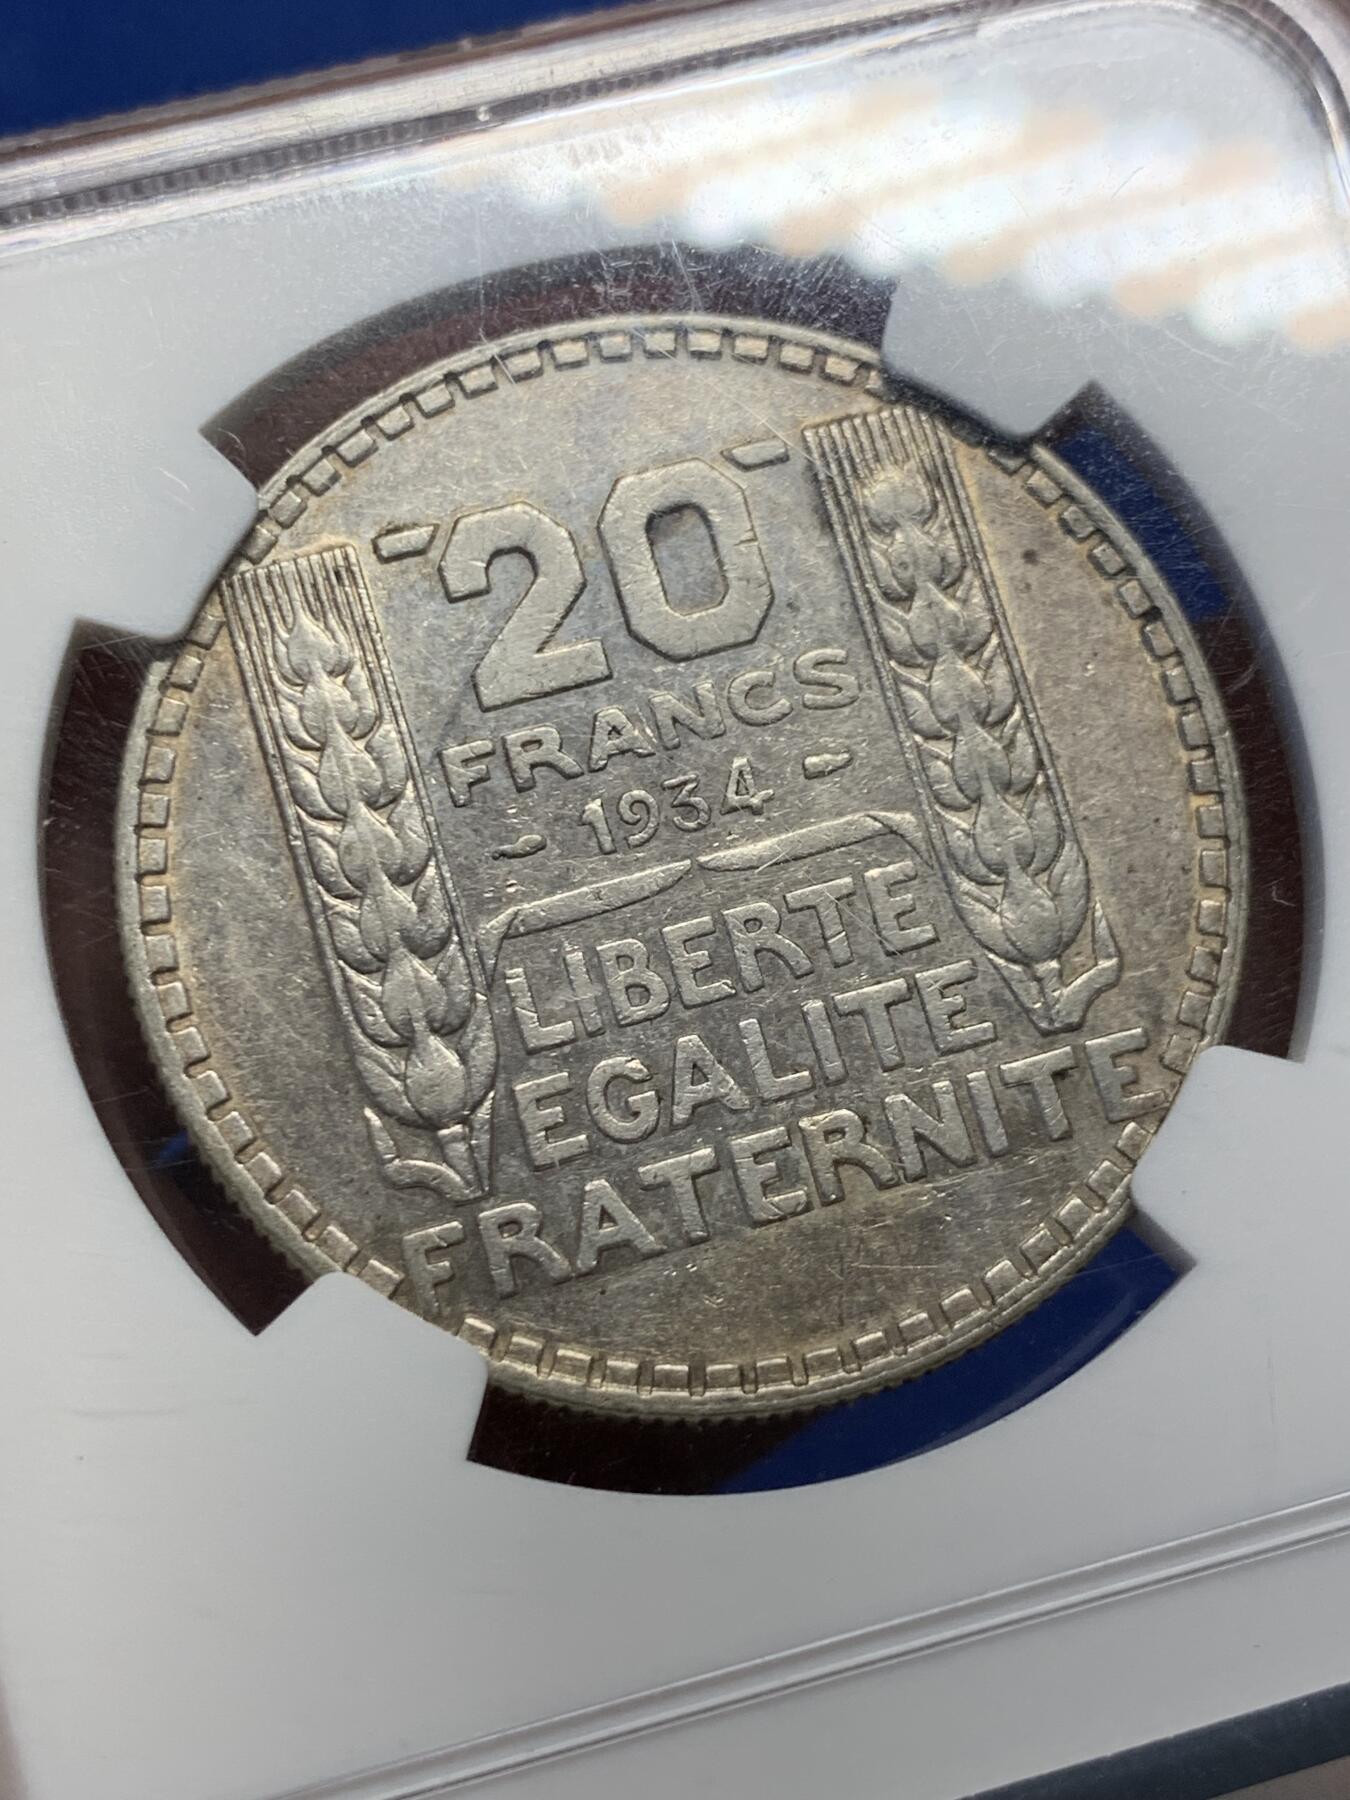 20
FRANCS
- 1934 -
LIBERTE
EGALITE
FRATERNITE